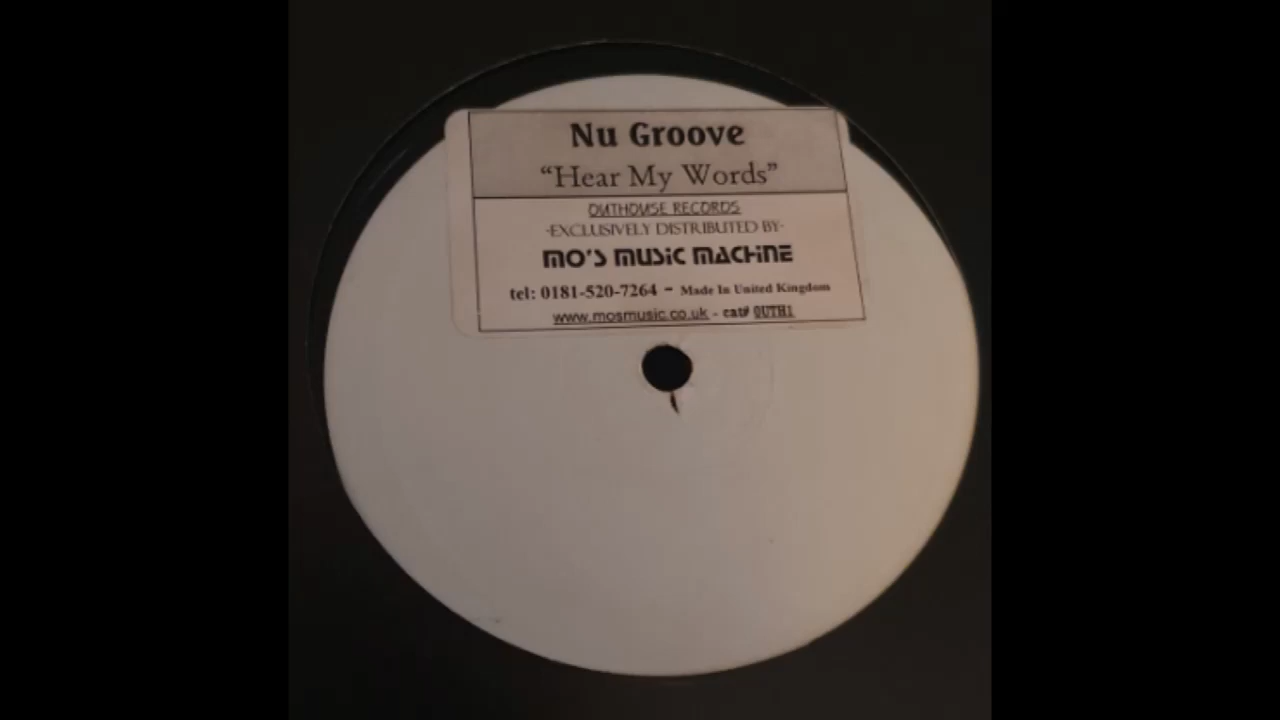 Nu Groove
“Hear My Words”
OUTHOUSE RECORDS
-EXCLUSIVELY DISTRIBUTED BY-
MO'S MUSIC MACHINE
tel: 0181-520-7264 - Made In United Kingdom
www.mosmusic.co.uk - cat# OUTH1